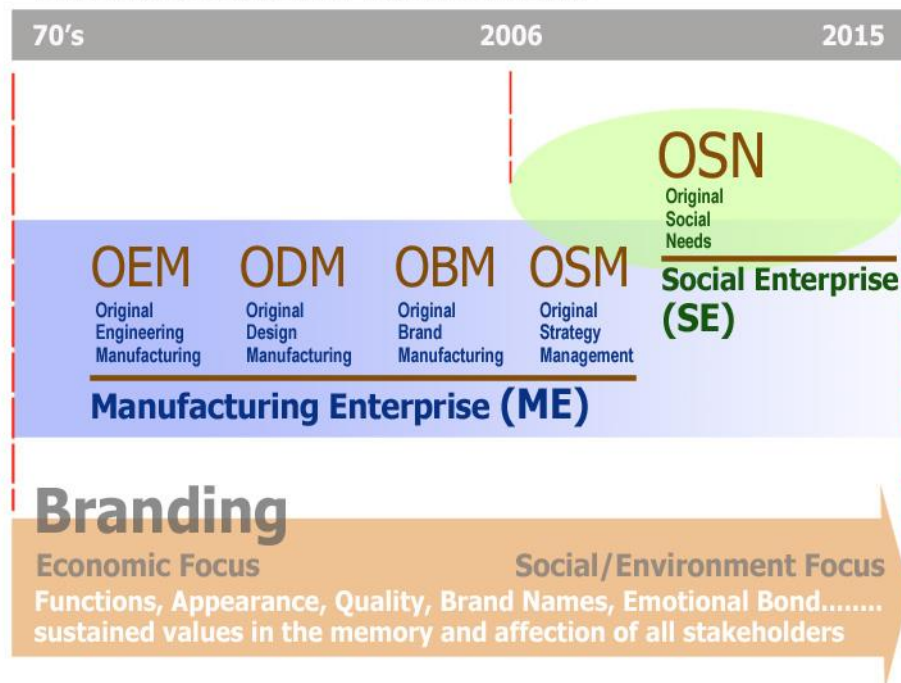 70's 2006 2015
OSN
Original
Social
Needs
Social Enterprise
(SE)
OEM ODM OBM OSM
Original Original Original Original
Engineering Design Brand Strategy
Manufacturing Manufacturing Manufacturing Management
Manufacturing Enterprise (ME)
Branding
Economic Focus Social/Environment Focus
Functions, Appearance, Quality, Brand Names, Emotional Bond........
sustained values in the memory and affection of all stakeholders